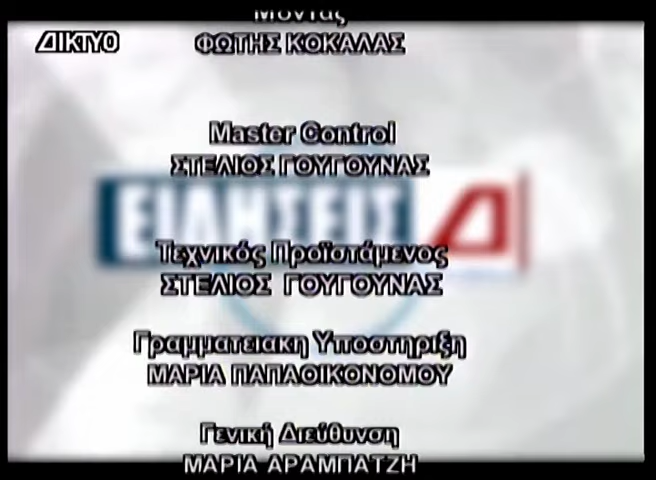 Μοντάζ
ΔΙΚΤΥΟ
ΦΩΤΗΣ ΚΟΚΑΛΑΣ
Master Control
ΣΤΕΛΙΟΣ ΓΟΥΓΟΥΝΑΣ
ΕΙΔΗΣΕΙΣ Δ
Τεχνικός Προϊστάμενος
ΣΤΕΛΙΟΣ ΓΟΥΓΟΥΝΑΣ
Γραμματειακη Υποστηριξη
ΜΑΡΙΑ ΠΑΠΑΟΙΚΟΝΟΜΟΥ
Γενική Διεύθυνση
ΜΑΡΙΑ ΑΡΑΜΠΑΤΖΗ